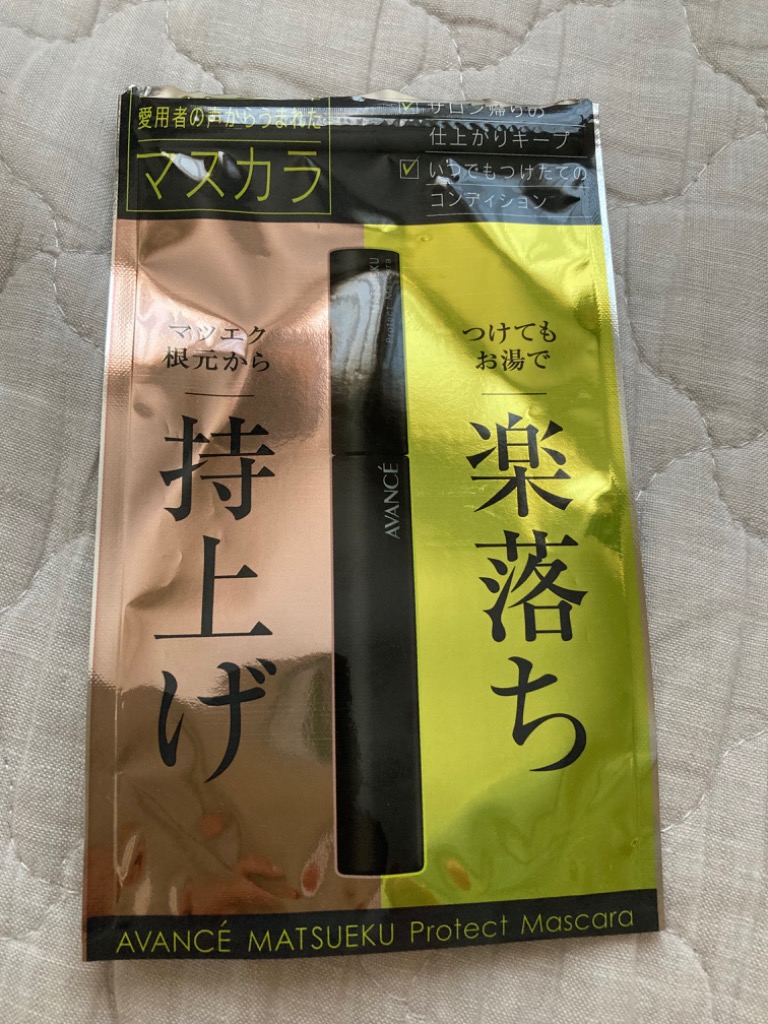 愛用者の声からうまれた
マスカラ
サロン帰りの
仕上がりキープ
いつでもつけたての
コンディション
マツエク
根元から
持上げ
つけても
お湯で
楽落ち
AVANCÉ
Protect Mascara
AVANCÉ MATSUEKU Protect Mascara